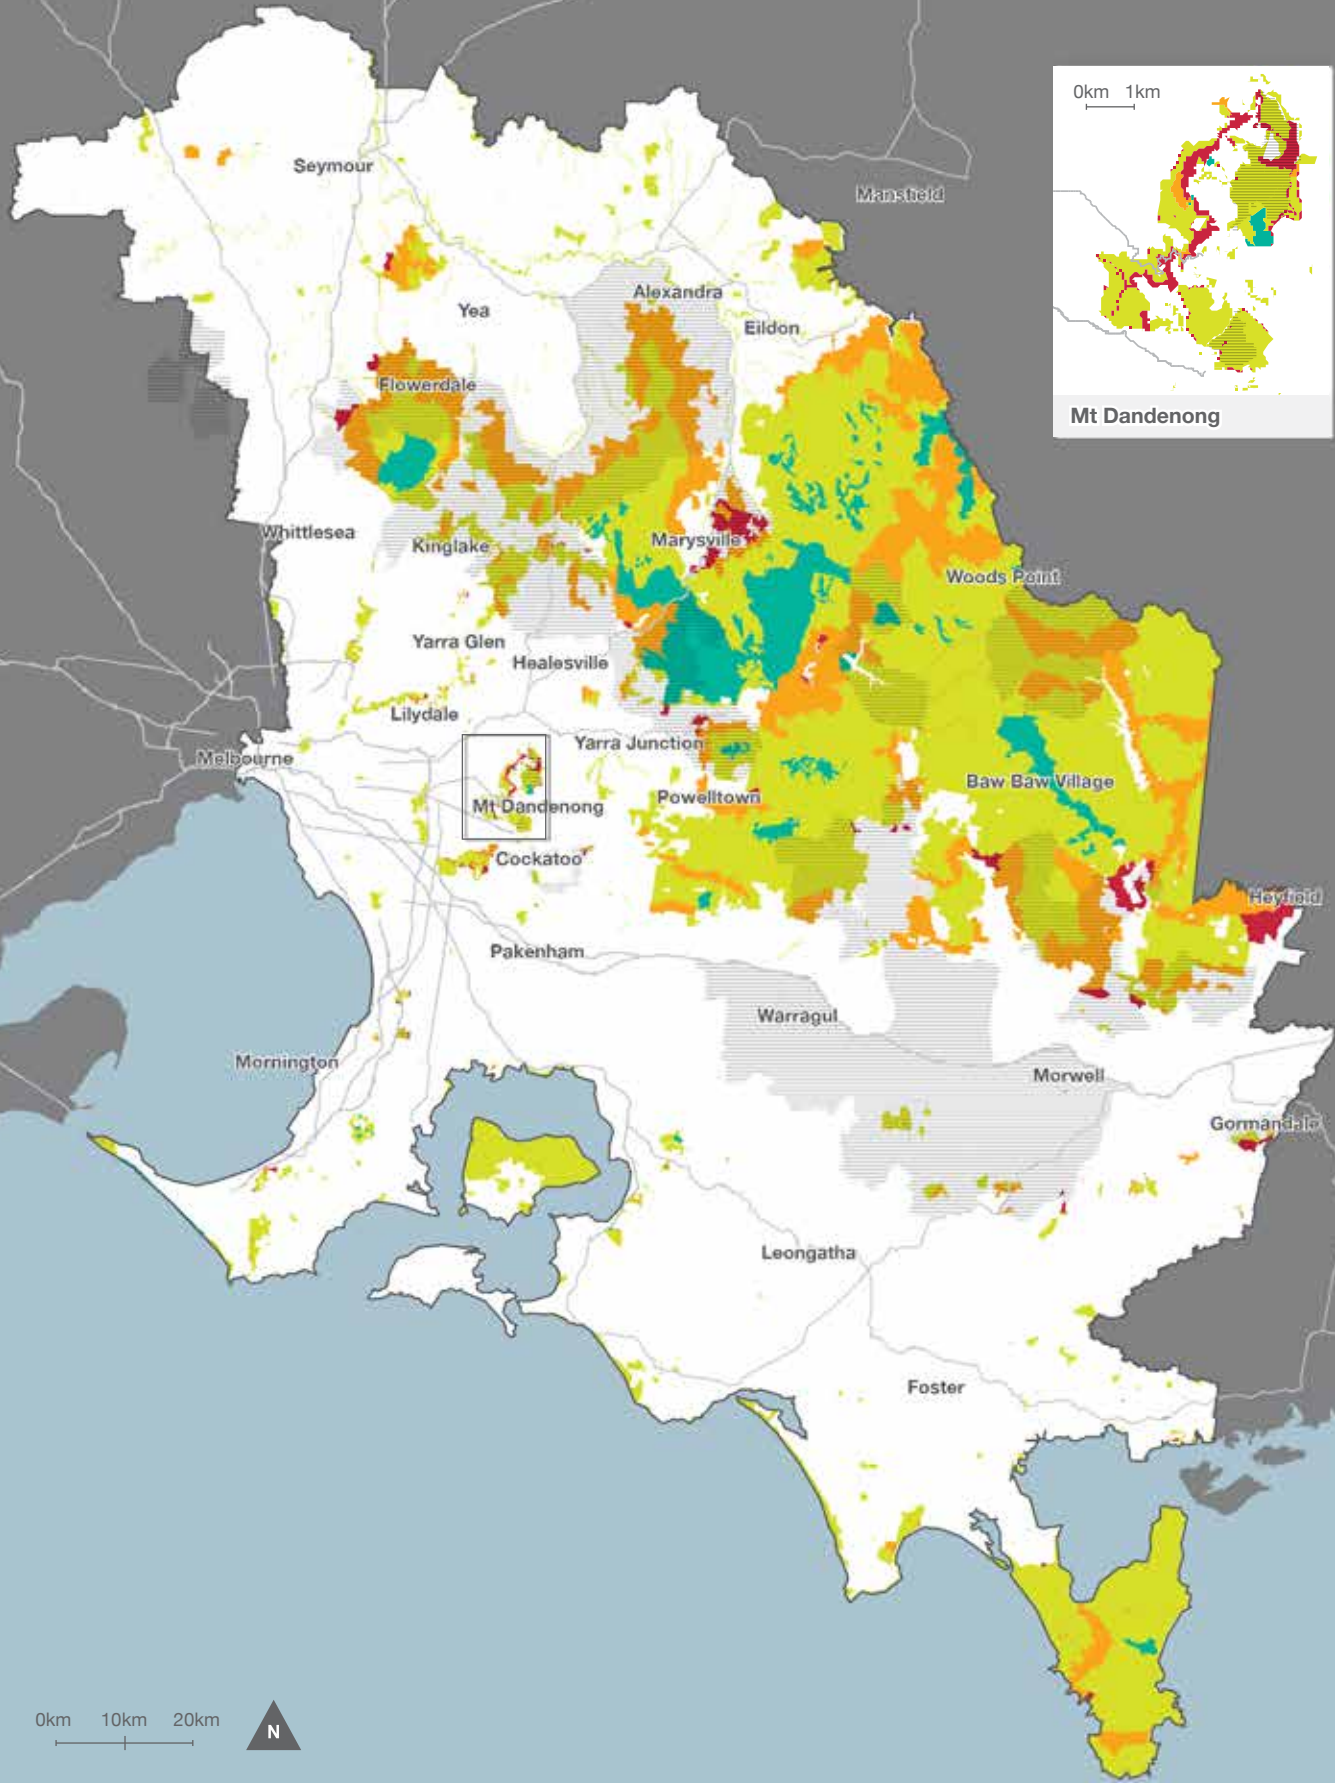 0km 1km
Mt Dandenong
Mansfield
Seymour
Alexandra
Yea
Eildon
Flowerdale
Whittlesea
Kinglake
Marysville
Woods Point
Yarra Glen
Healesville
Lilydale
Yarra Junction
Melbourne
Baw Baw Village
Mt Dandenong
Powelltown
Cockatoo
Heyfield
Pakenham
Warragul
Mornington
Morwell
Gormandale
Leongatha
Foster
0km 10km 20km
N